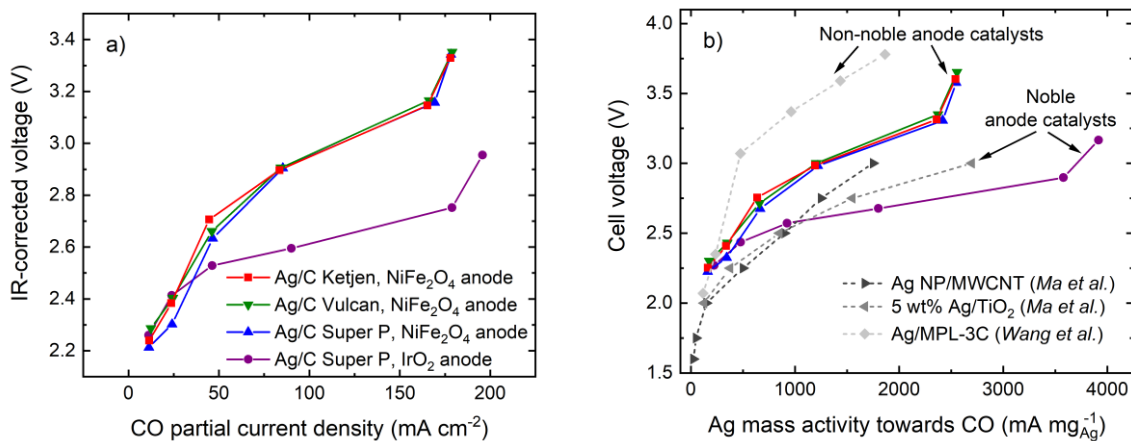 a)
IR-corrected voltage (V)
3.4
3.2
3.0
2.8
2.6
2.4
2.2
0
50
100
150
200
CO partial current density (mA cm⁻²)
Ag/C Ketjen, NiFe₂O₄ anode
Ag/C Vulcan, NiFe₂O₄ anode
Ag/C Super P, NiFe₂O₄ anode
Ag/C Super P, IrO₂ anode
b)
Cell voltage (V)
4.0
3.5
3.0
2.5
2.0
1.5
0
1000
2000
3000
4000
Ag mass activity towards CO (mA mg⁻¹Ag)
Non-noble anode catalysts
Noble
anode catalysts
Ag NP/MWCNT (Ma et al.)
5 wt% Ag/TiO₂ (Ma et al.)
Ag/MPL-3C (Wang et al.)